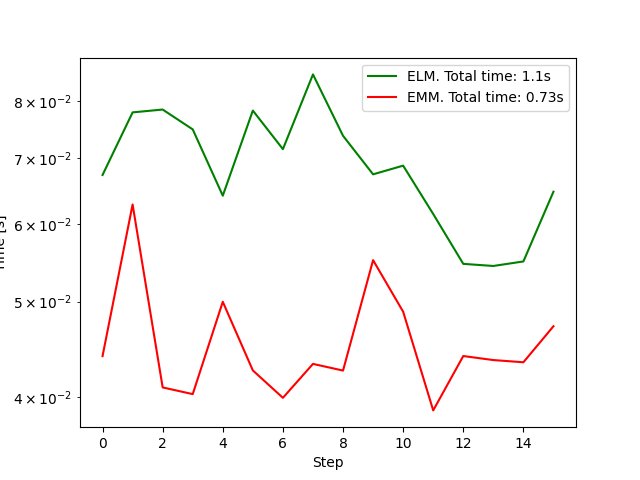 ELM. Total time: 1.1s
EMM. Total time: 0.73s
8 × 10⁻²
7 × 10⁻²
6 × 10⁻²
5 × 10⁻²
4 × 10⁻²
Time [s]
0 2 4 6 8 10 12 14
Step